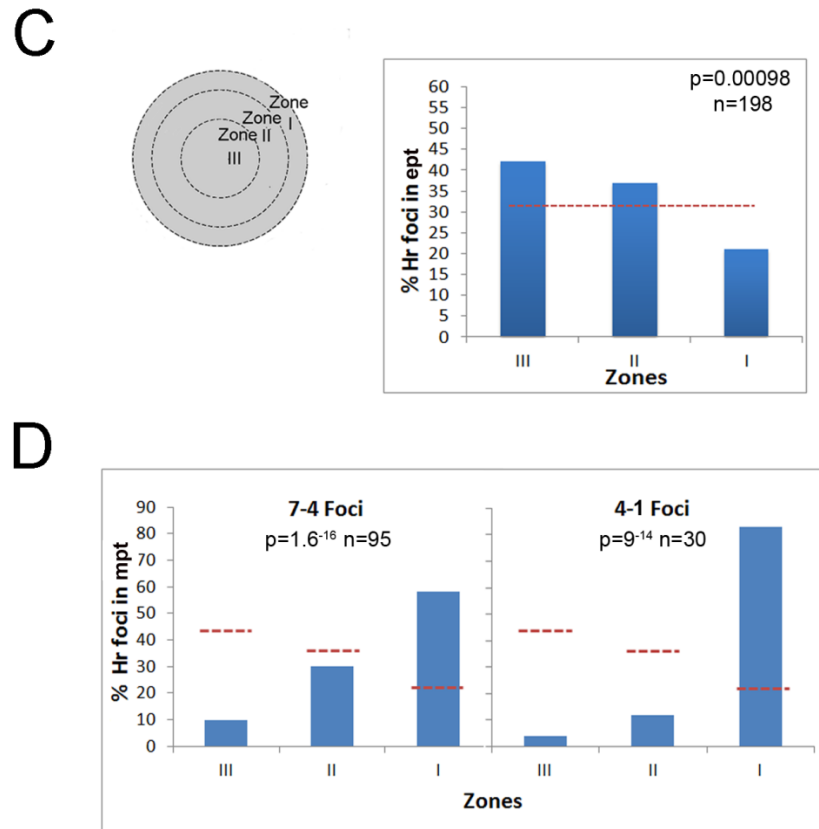 C
Zone
I
Zone
II
Zone
III
p=0.00098
n=198
% Hr foci in ept
60
55
50
45
40
35
30
25
20
15
10
5
0
III II I
Zones
D
7-4 Foci
p=1.6⁻¹⁶ n=95
4-1 Foci
p=9⁻¹⁴ n=30
% Hr foci in mpt
90
80
70
60
50
40
30
20
10
0
III II I III II I
Zones